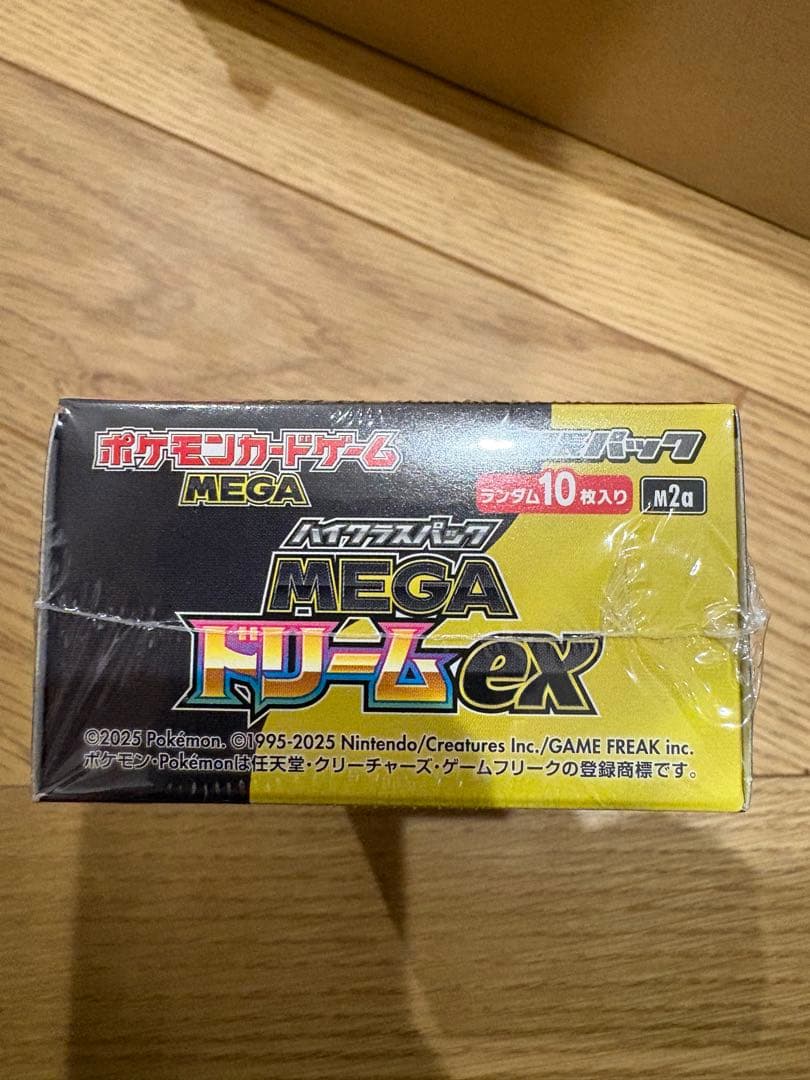 ポケモンカードゲーム
MEGA
パック
ランダム10枚入り
M2a
ハイクラスパック
MEGA
ドリームex
©2025 Pokémon. ©1995-2025 Nintendo/Creatures Inc./GAME FREAK inc.
ポケモン・Pokémonは任天堂・クリーチャーズ・ゲームフリークの登録商標です。